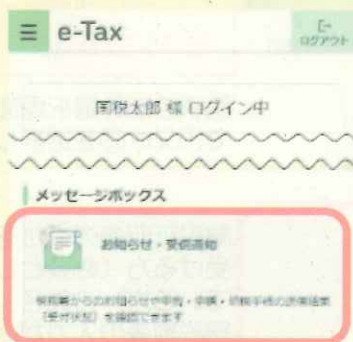 e-Tax
ログアウト
国税太郎 様 ログイン中
メッセージボックス
お知らせ・受信通知
税務署からのお知らせや申告・申請・納税手続の送信結果
（受付状況）を確認できます